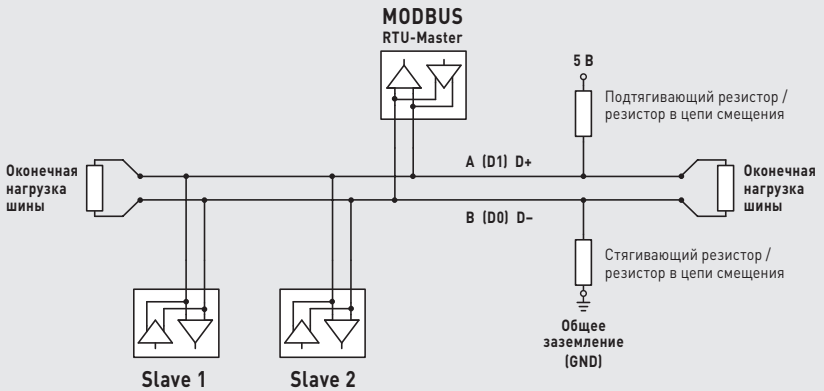 MODBUS
RTU-Master
5 В
Подтягивающий резистор /
резистор в цепи смещения
A (D1) D+
Оконечная
нагрузка
шины
Оконечная
нагрузка
шины
B (D0) D–
Стягивающий резистор /
резистор в цепи смещения
Общее
заземление
(GND)
Slave 1
Slave 2